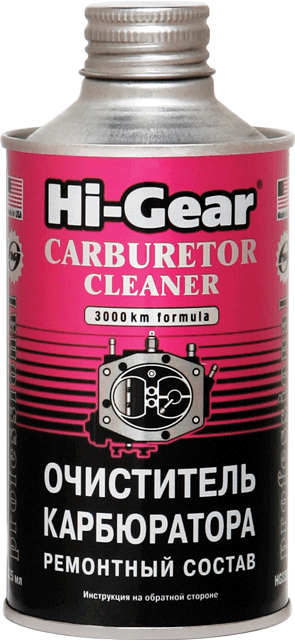 Hi-Gear®
CARBURETOR
CLEANER
3000 km formula
ОЧИСТИТЕЛЬ
КАРБЮРАТОРА
РЕМОНТНЫЙ СОСТАВ
Инструкция на обратной стороне